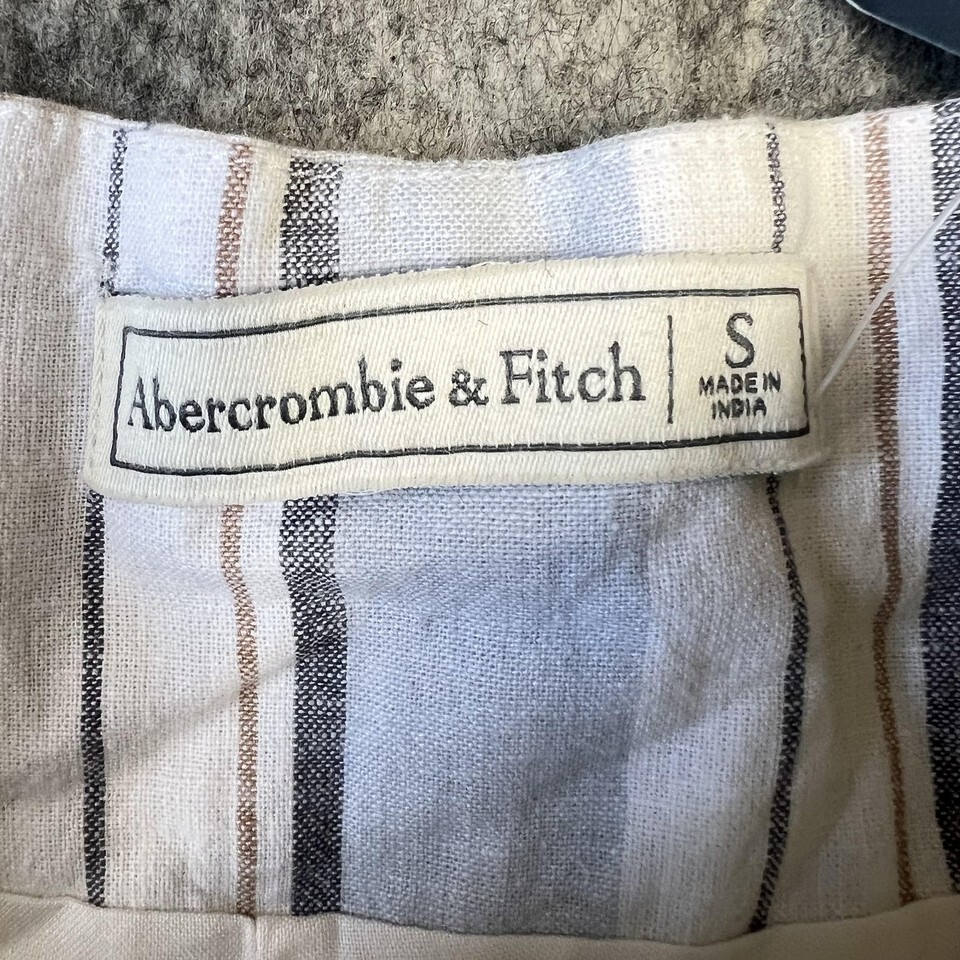 Abercrombie & Fitch
S
MADE IN
INDIA